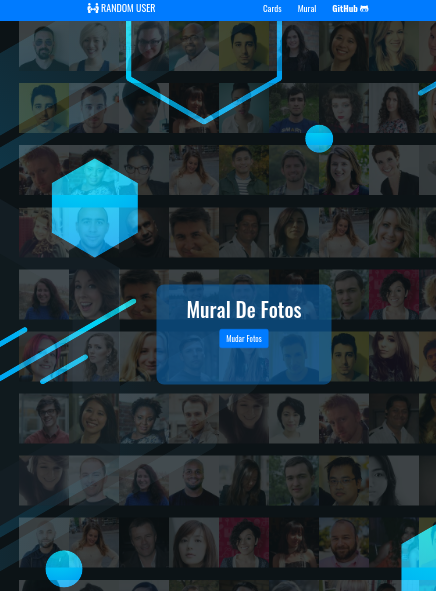 RANDOM USER
Cards
Mural
GitHub
Mural De Fotos
Mudar Fotos